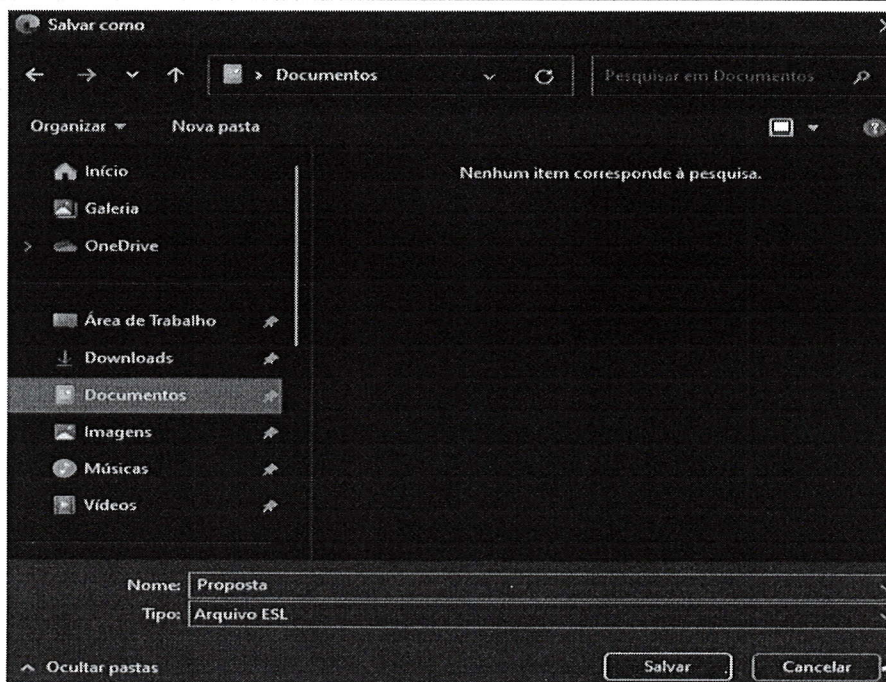 Salvar como
Documentos
Pesquisar em Documentos
Organizar
Nova pasta
Início
Galeria
OneDrive
Nenhum item corresponde à pesquisa.
Área de Trabalho
Downloads
Documentos
Imagens
Músicas
Vídeos
Nome: Proposta
Tipo: Arquivo ESL
Ocultar pastas
Salvar
Cancelar